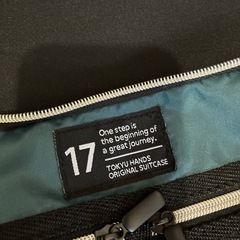 17
One step is
the beginning of
a great journey.
TOKYU HANDS
ORIGINAL SUITCASE